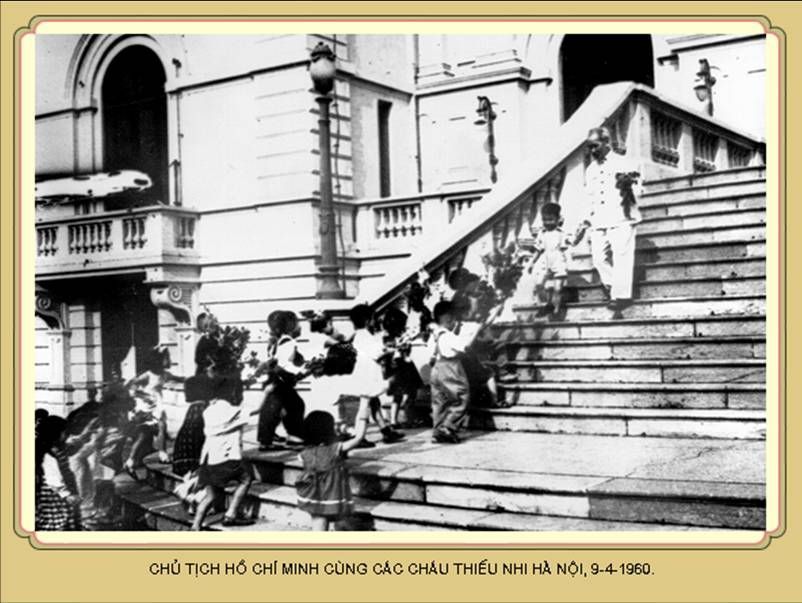 CHỦ TỊCH HỒ CHÍ MINH CÙNG CÁC CHÁU THIẾU NHI HÀ NỘI, 9-4-1960.